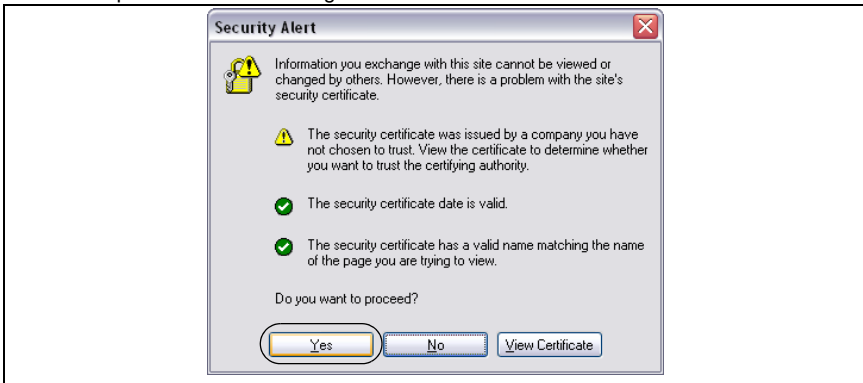 Security Alert
Information you exchange with this site cannot be viewed or
changed by others. However, there is a problem with the site's
security certificate.
The security certificate was issued by a company you have
not chosen to trust. View the certificate to determine whether
you want to trust the certifying authority.
The security certificate date is valid.
The security certificate has a valid name matching the name
of the page you are trying to view.
Do you want to proceed?
Yes No View Certificate